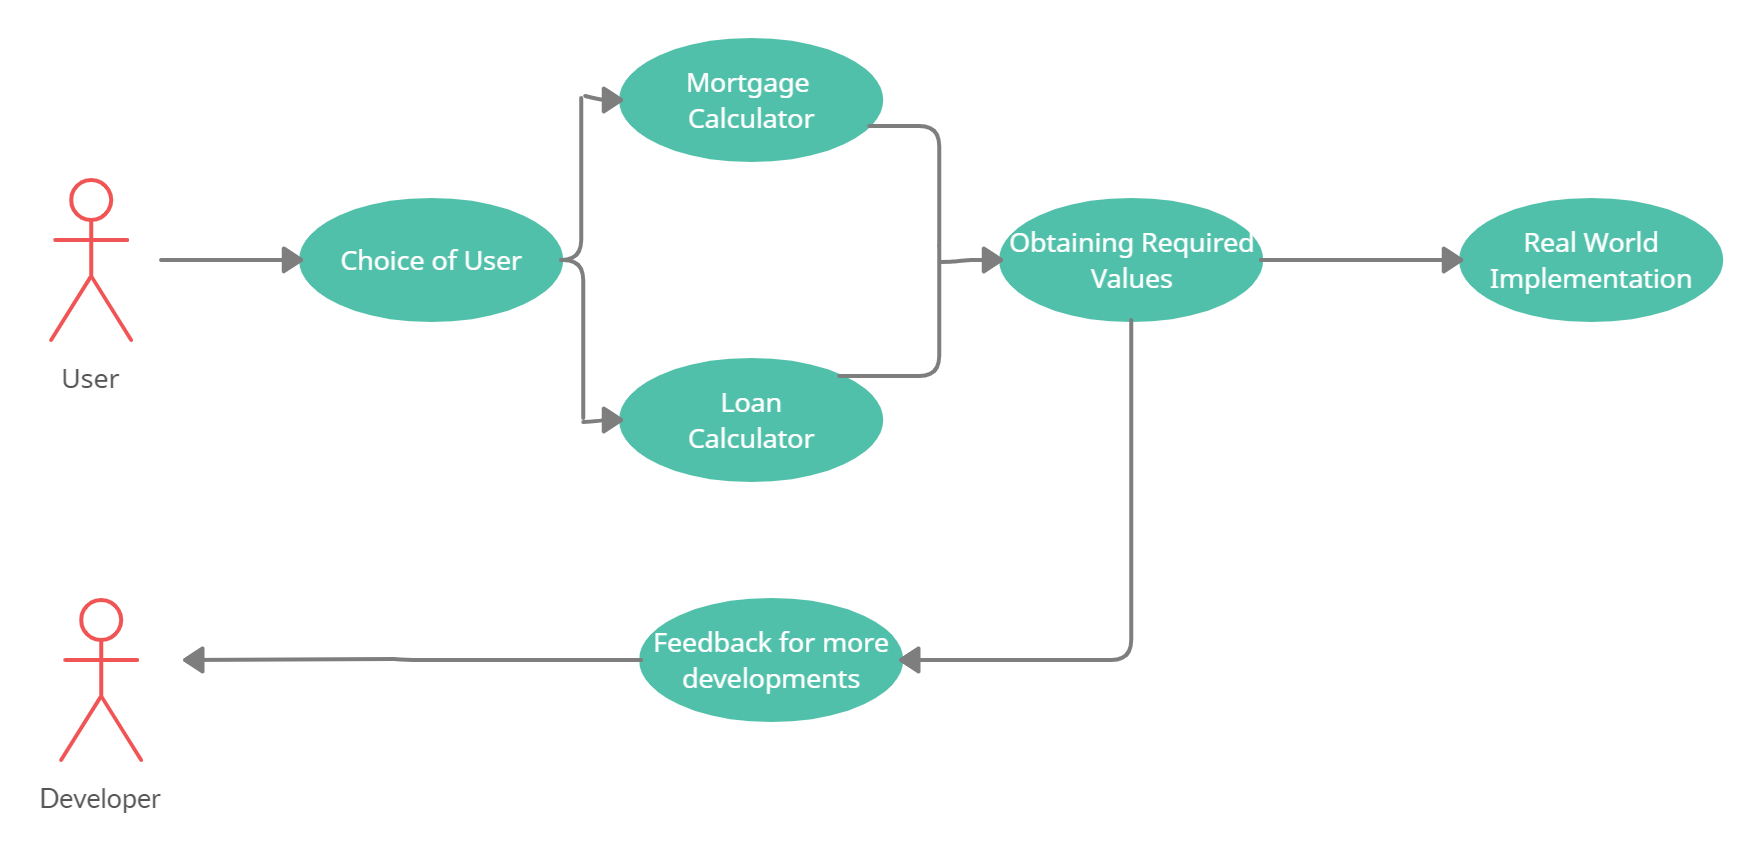 Mortgage
Calculator
Choice of User
Obtaining Required
Values
Real World
Implementation
User
Loan
Calculator
Feedback for more
developments
Developer